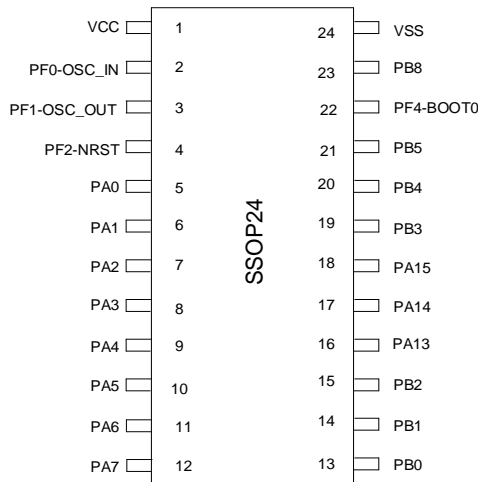 VCC 1 24 VSS
PF0-OSC_IN 2 23 PB8
PF1-OSC_OUT 3 22 PF4-BOOT0
PF2-NRST 4 21 PB5
PA0 5 20 PB4
PA1 6 19 PB3
PA2 7 18 PA15
PA3 8 17 PA14
PA4 9 16 PA13
PA5 10 15 PB2
PA6 11 14 PB1
PA7 12 13 PB0
SSOP24